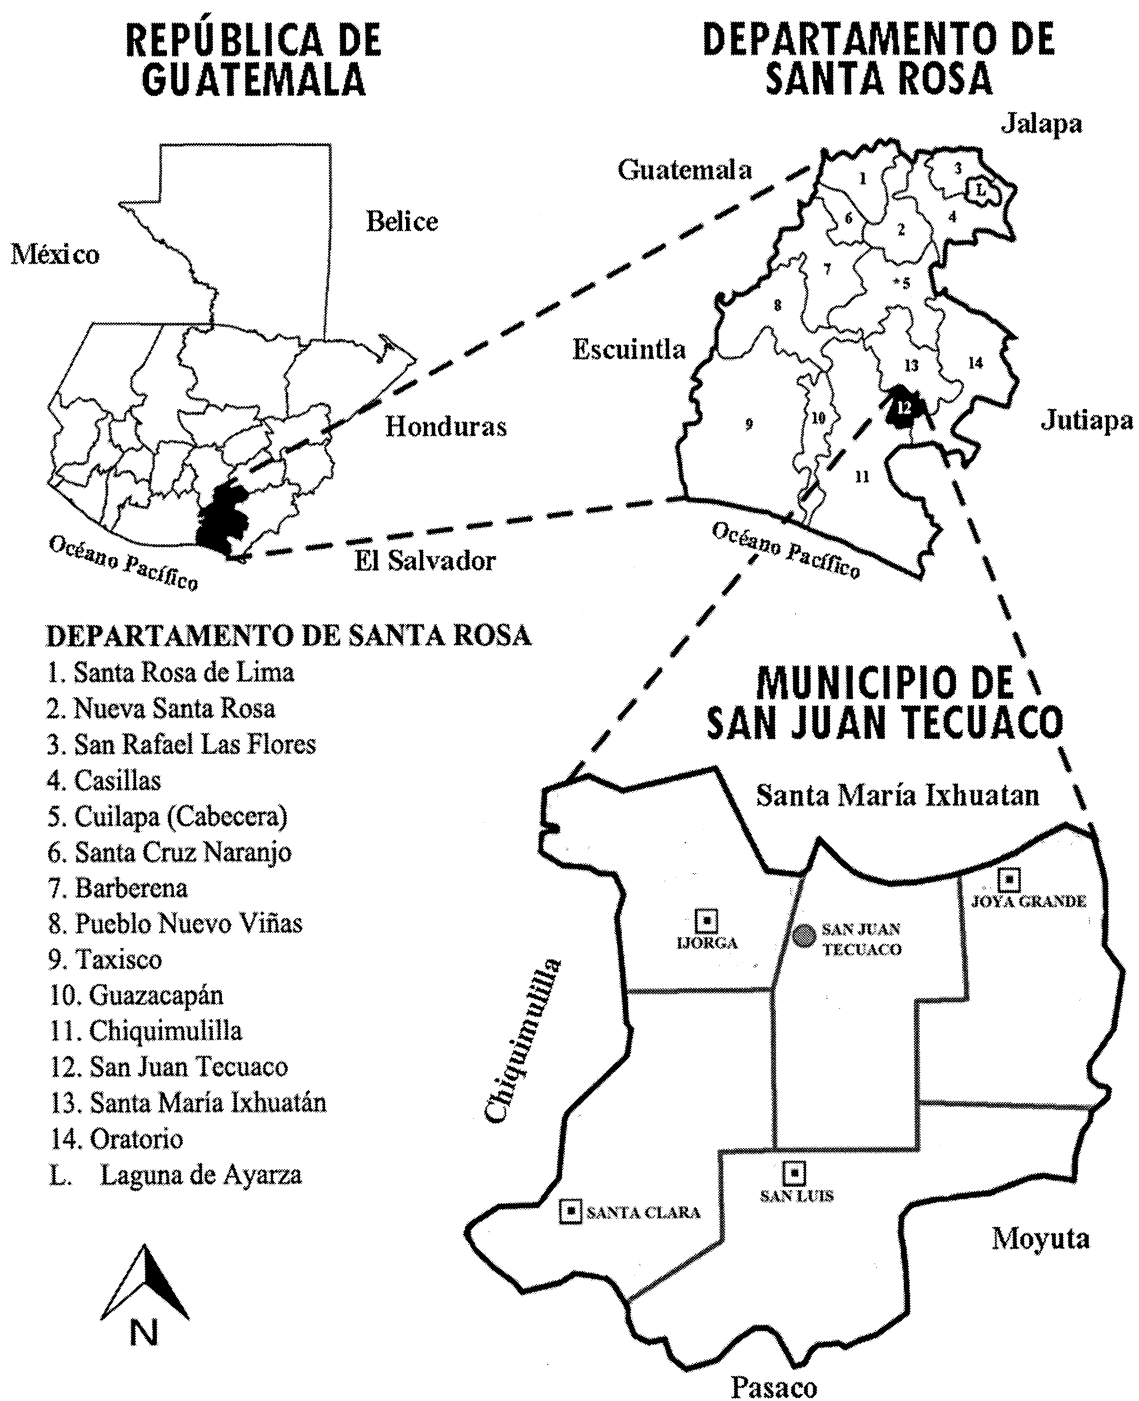 REPÚBLICA DE
GUATEMALA
México
Belice
Honduras
El Salvador
Océano Pacífico
DEPARTAMENTO DE
SANTA ROSA
Jalapa
Guatemala
Escuintla
Jutiapa
Océano Pacíffico
1
3
L
6
2
4
7
*5
8
13
14
9
10
12
11
DEPARTAMENTO DE SANTA ROSA
1. Santa Rosa de Lima
2. Nueva Santa Rosa
3. San Rafael Las Flores
4. Casillas
5. Cuilapa (Cabecera)
6. Santa Cruz Naranjo
7. Barberena
8. Pueblo Nuevo Viñas
9. Taxisco
10. Guazacapán
11. Chiquimulilla
12. San Juan Tecuaco
13. Santa María Ixhuatán
14. Oratorio
L. Laguna de Ayarza
N
MUNICIPIO DE
SAN JUAN TECUACO
Santa María Ixhuatan
JOYA GRANDE
IJORGA
SAN JUAN
TECUACO
Chiquimulilla
SAN LUIS
SANTA CLARA
Moyuta
Pasaco